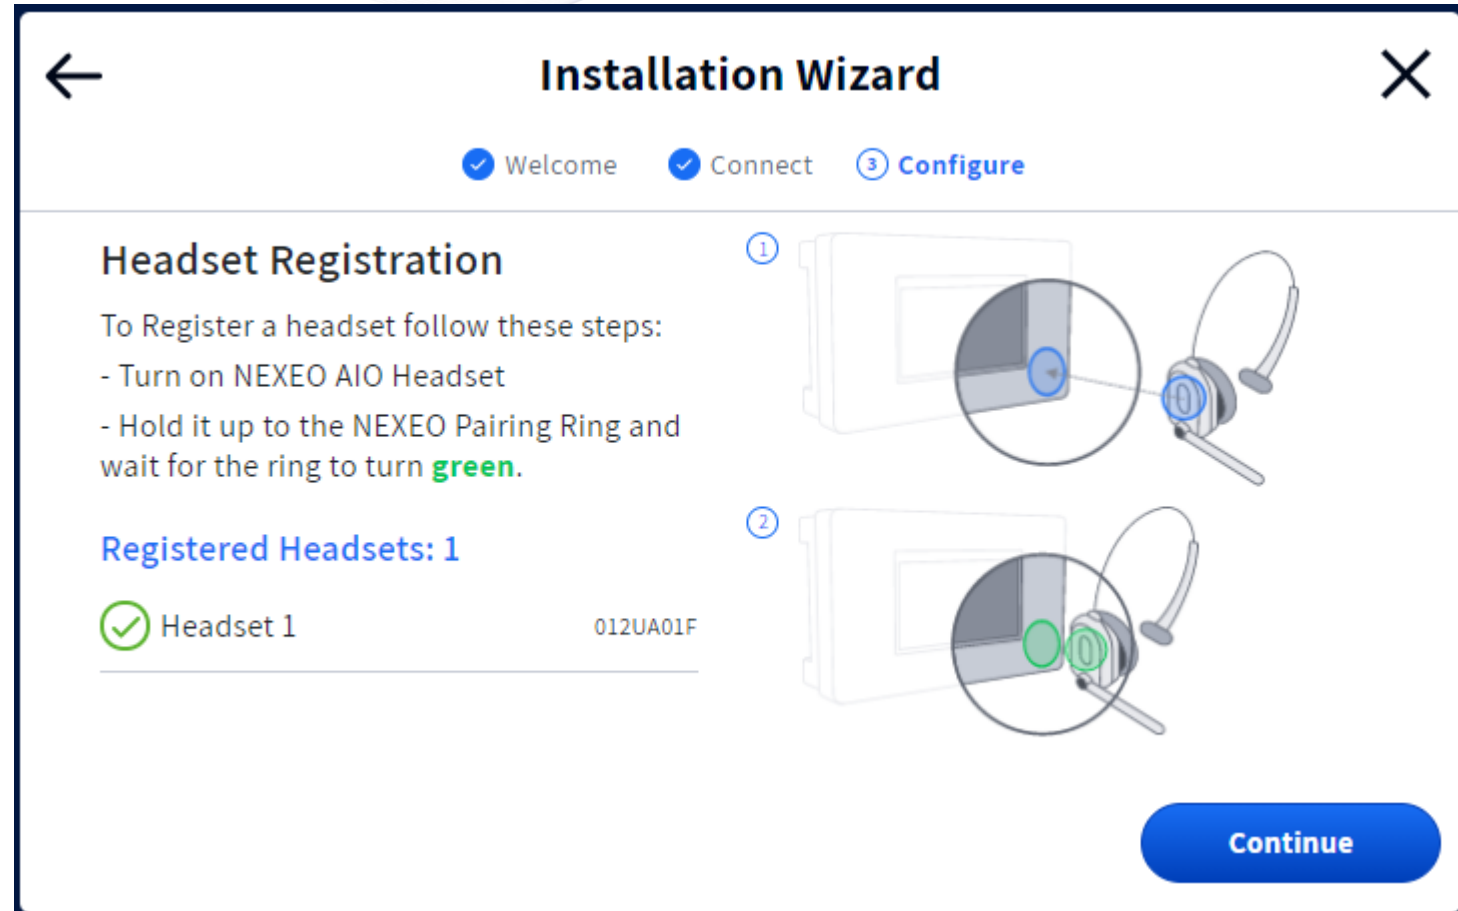 Installation Wizard
Welcome
Connect
3 Configure
Headset Registration
To Register a headset follow these steps:
- Turn on NEXEO AIO Headset
- Hold it up to the NEXEO Pairing Ring and
wait for the ring to turn green.
Registered Headsets: 1
Headset 1 012UA01F
1
2
Continue